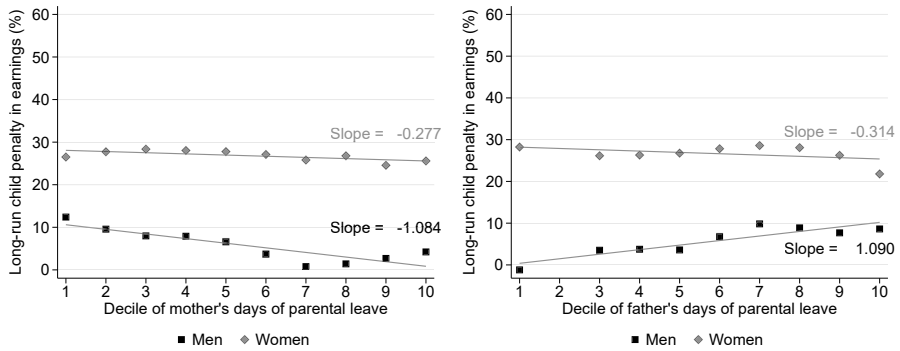 Long-run child penalty in earnings (%)
60
50
40
30
20
10
0
Slope = -0.277
Slope = -1.084
1 2 3 4 5 6 7 8 9 10
Decile of mother's days of parental leave
Men Women
Long-run child penalty in earnings (%)
60
50
40
30
20
10
0
Slope = -0.314
Slope = 1.090
1 2 3 4 5 6 7 8 9 10
Decile of father's days of parental leave
Men Women